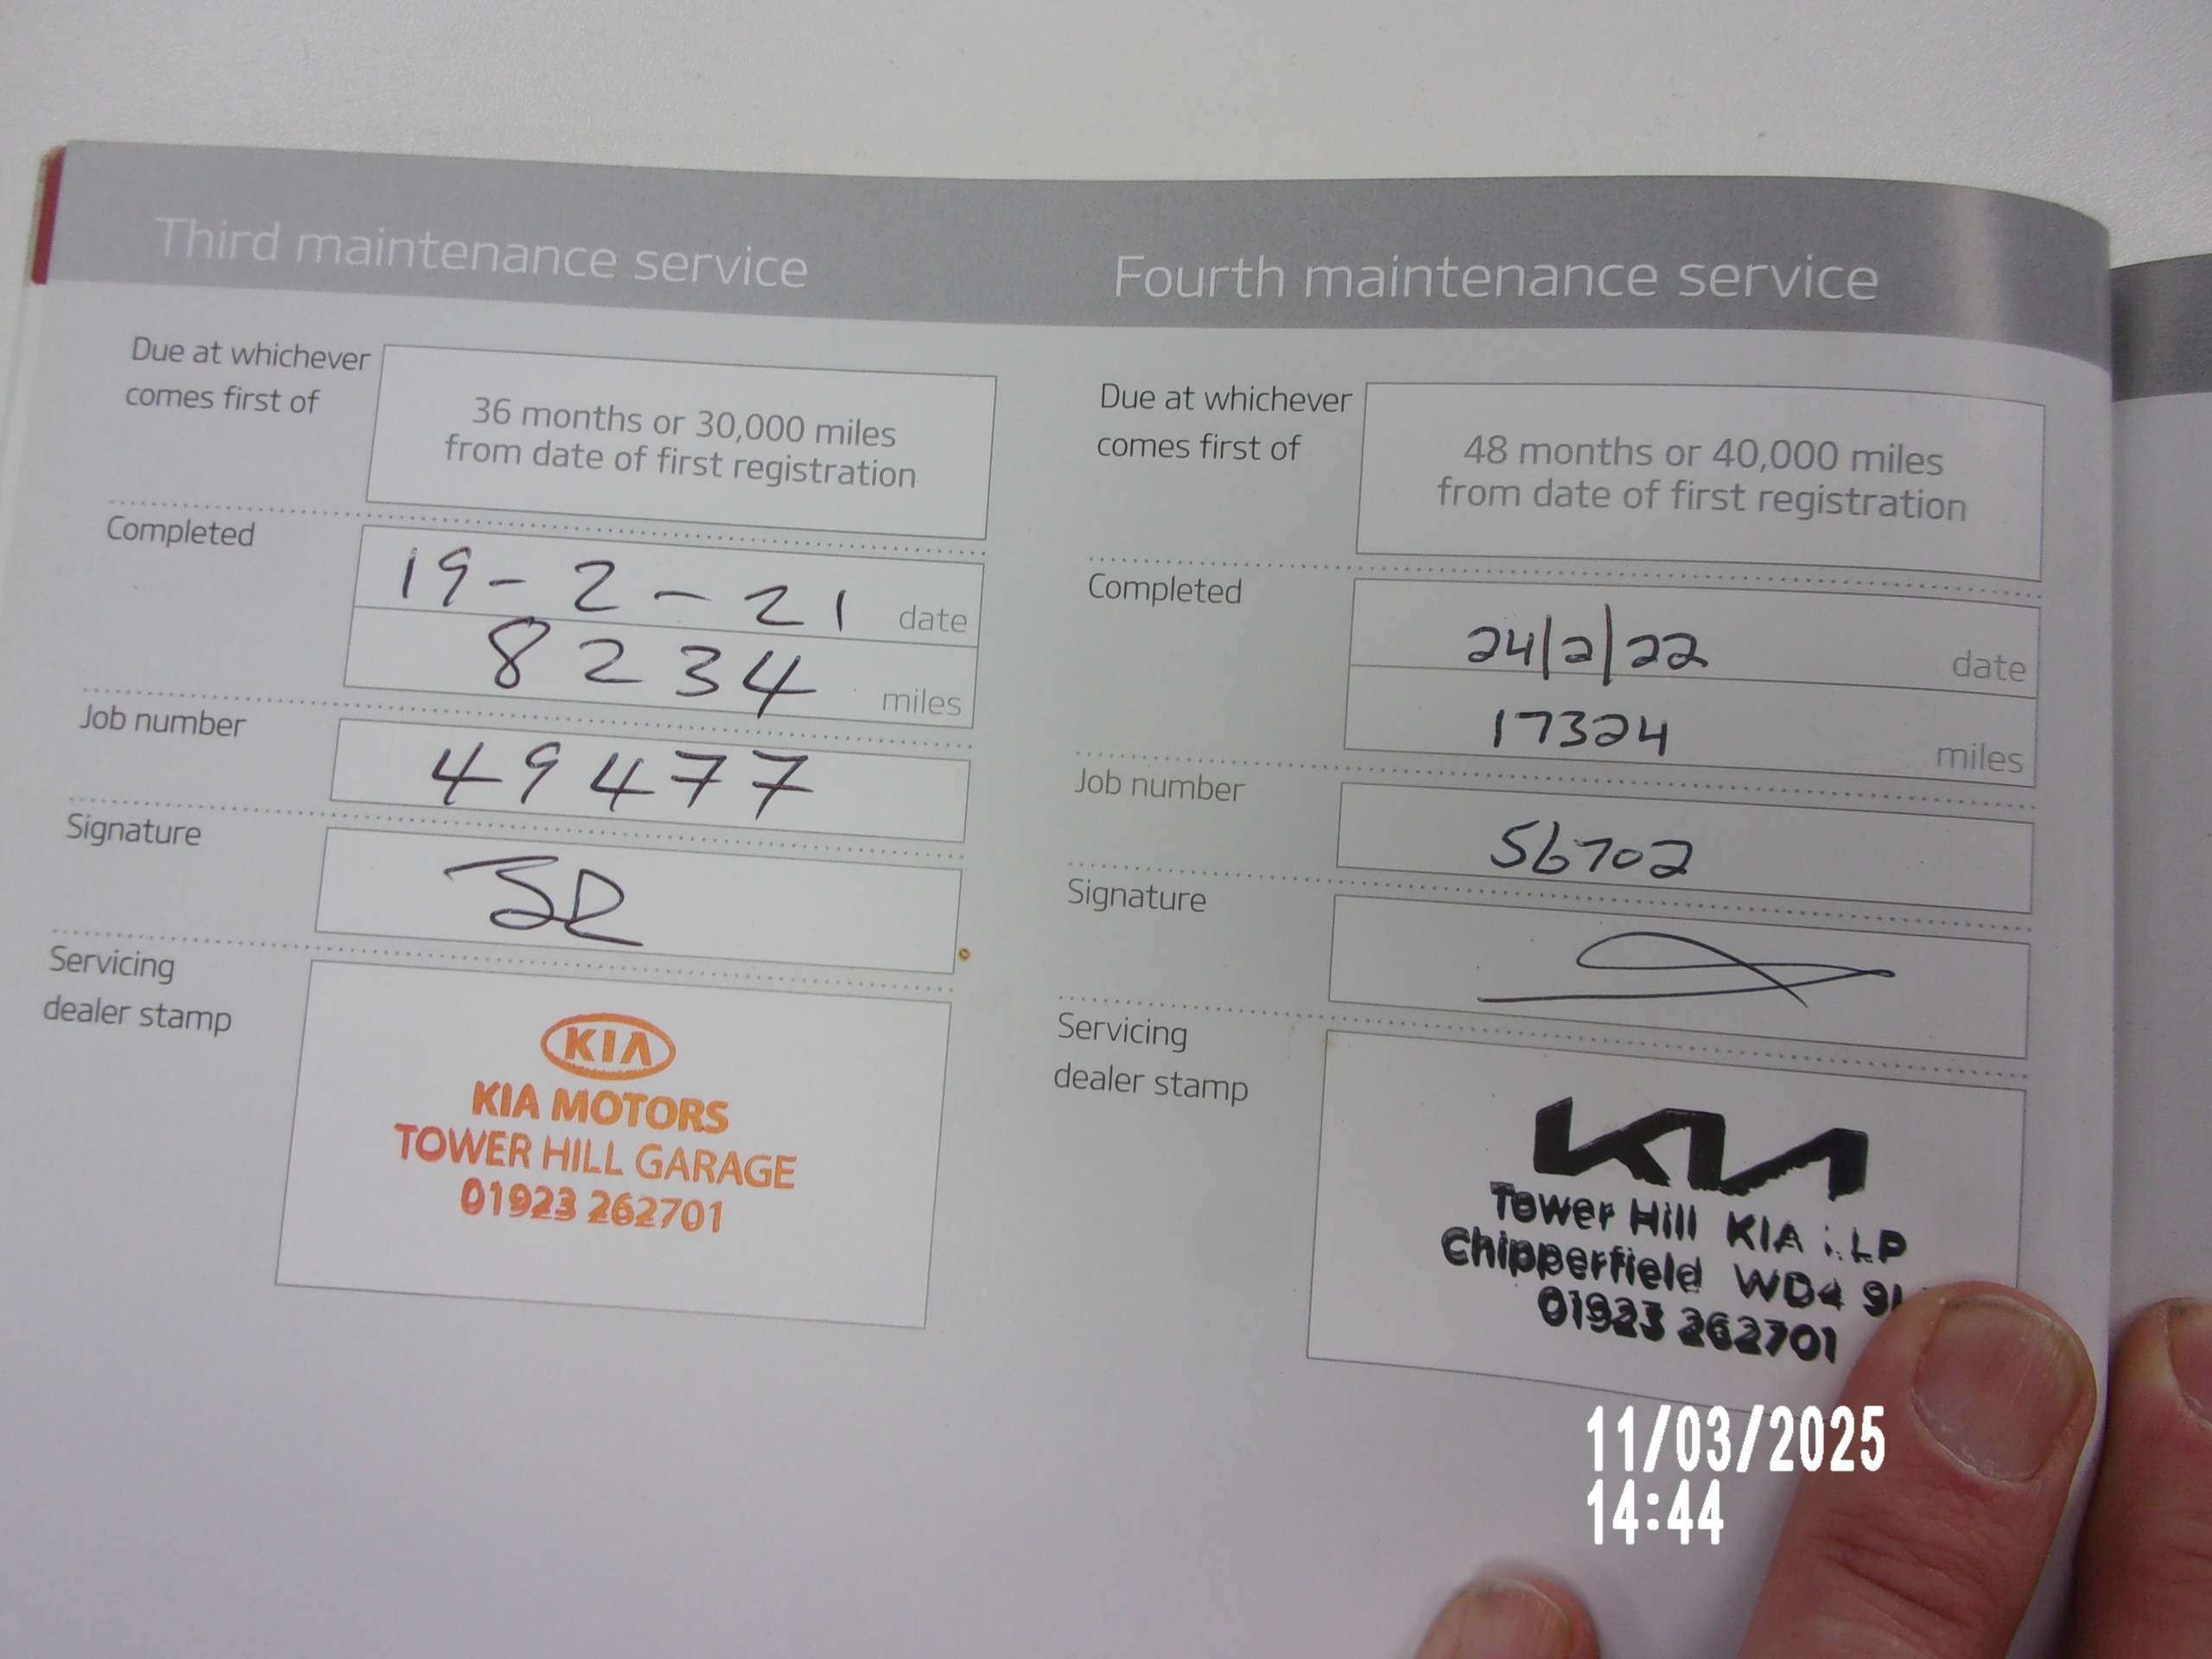 Third maintenance service
Due at whichever
comes first of
36 months or 30,000 miles
from date of first registration
Completed
19-2-21 date
8234 miles
Job number
49477
Signature
Servicing
dealer stamp
KIA
KIA MOTORS
TOWER HILL GARAGE
01923 262701
Fourth maintenance service
Due at whichever
comes first of
48 months or 40,000 miles
from date of first registration
Completed
24/2/22 date
17324 miles
Job number
56702
Signature
Servicing
dealer stamp
KIA
Tower Hill KIA
Chipperfield WD4
01923 262701
11/03/2025
14:44